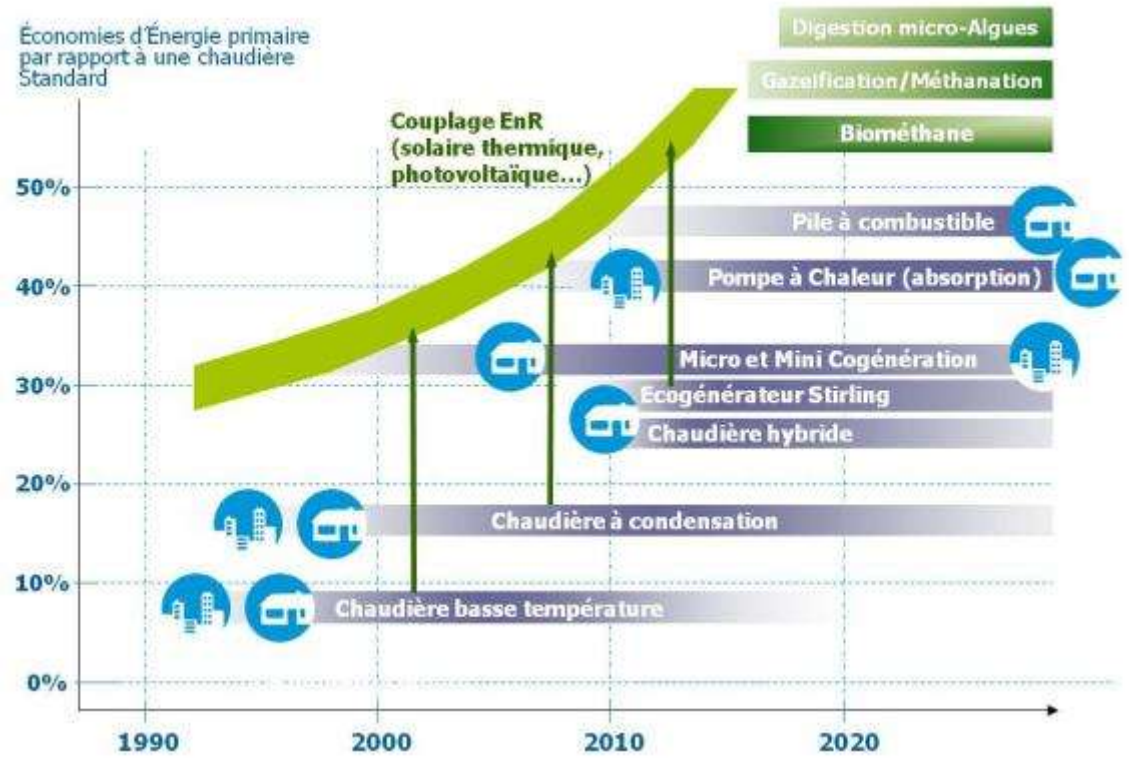 Économies d'Énergie primaire
par rapport à une chaudière
Standard
Digestion micro-Algues
Gazeification/Méthanation
Biométhane
Couplage EnR
(solaire thermique,
photovoltaïque...)
50%
Pile à combustible
Pompe à Chaleur (absorption)
40%
Micro et Mini Cogénération
30%
Ecogénérateur Stirling
Chaudière hybride
20%
Chaudière à condensation
10%
Chaudière basse température
0%
1990 2000 2010 2020